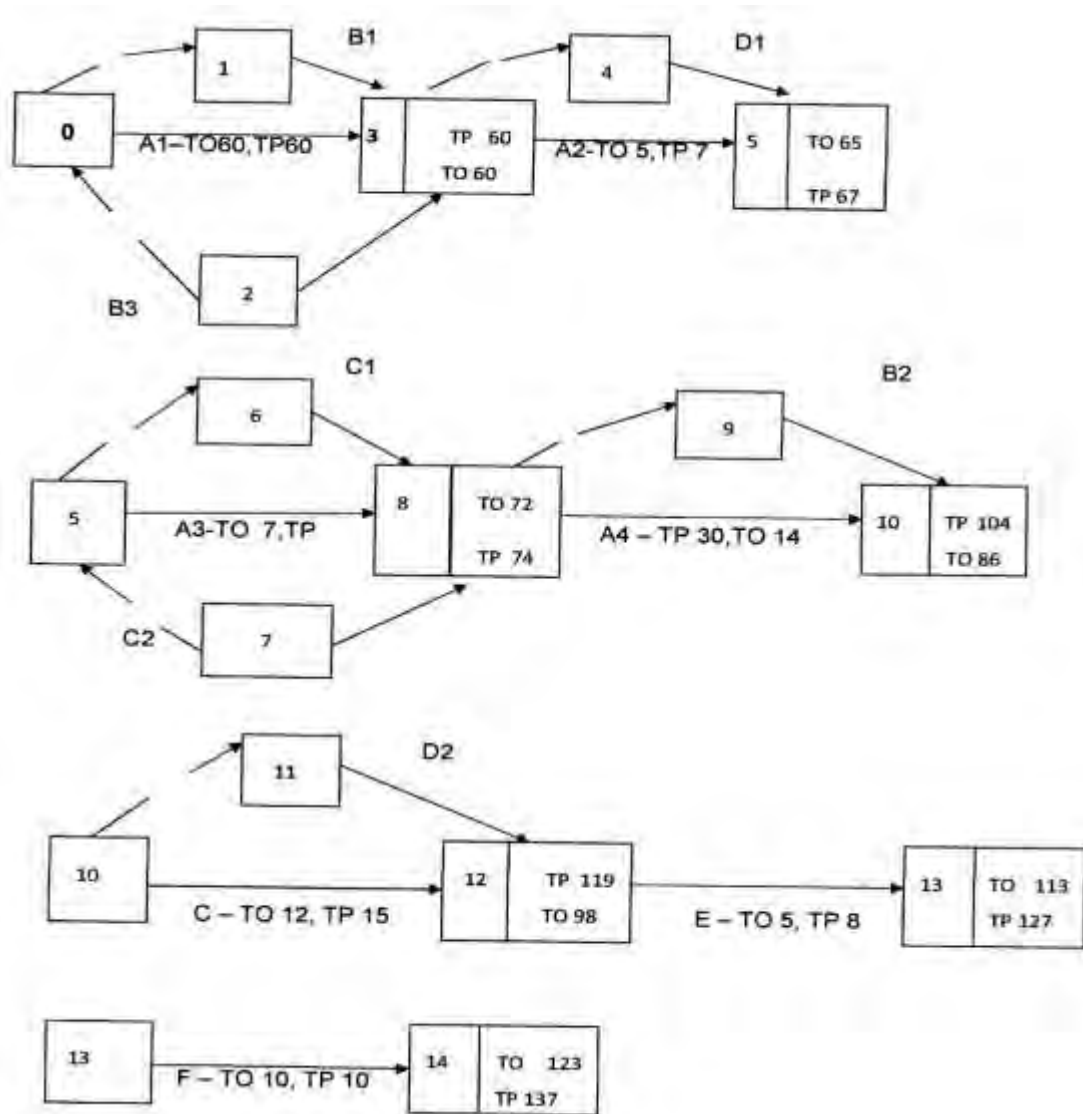 B1
D1
1
4
0
A1–TO60,TP60
3
TP 60
TO 60
A2-TO 5,TP 7
5
TO 65
TP 67
2
B3
C1
B2
6
9
5
A3-TO 7,TP
8
TO 72
TP 74
A4 – TP 30,TO 14
10
TP 104
TO 86
C2
7
D2
11
10
C – TO 12, TP 15
12
TP 119
TO 98
E – TO 5, TP 8
13
TO 113
TP 127
13
F – TO 10, TP 10
14
TO 123
TP 137